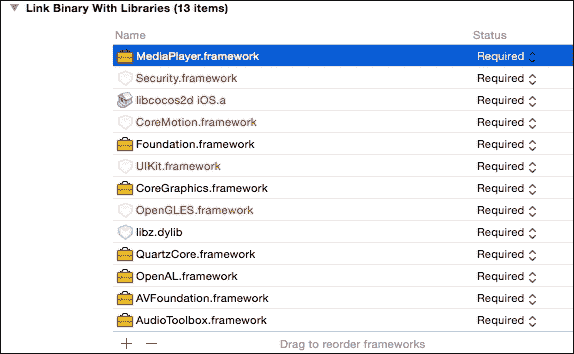 Link Binary With Libraries (13 items)
Name Status
MediaPlayer.framework Required
Security.framework Required
libcocos2d iOS.a Required
CoreMotion.framework Required
Foundation.framework Required
UIKit.framework Required
CoreGraphics.framework Required
OpenGLES.framework Required
libz.dylib Required
QuartzCore.framework Required
OpenAL.framework Required
AVFoundation.framework Required
AudioToolbox.framework Required
+ − Drag to reorder frameworks